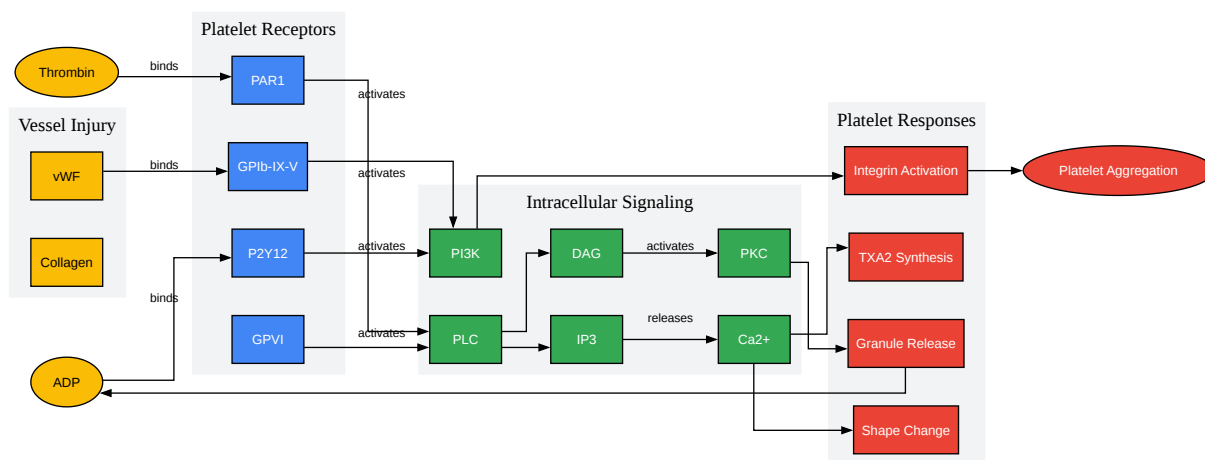 Platelet Receptors
Thrombin
binds
PAR1
activates
Vessel Injury
vWF
binds
GPIb-IX-V
activates
Collagen
P2Y12
activates
binds
GPVI
activates
ADP
Intracellular Signaling
PI3K
DAG
activates
PKC
PLC
IP3
releases
Ca2+
Platelet Responses
Integrin Activation
Platelet Aggregation
TXA2 Synthesis
Granule Release
Shape Change